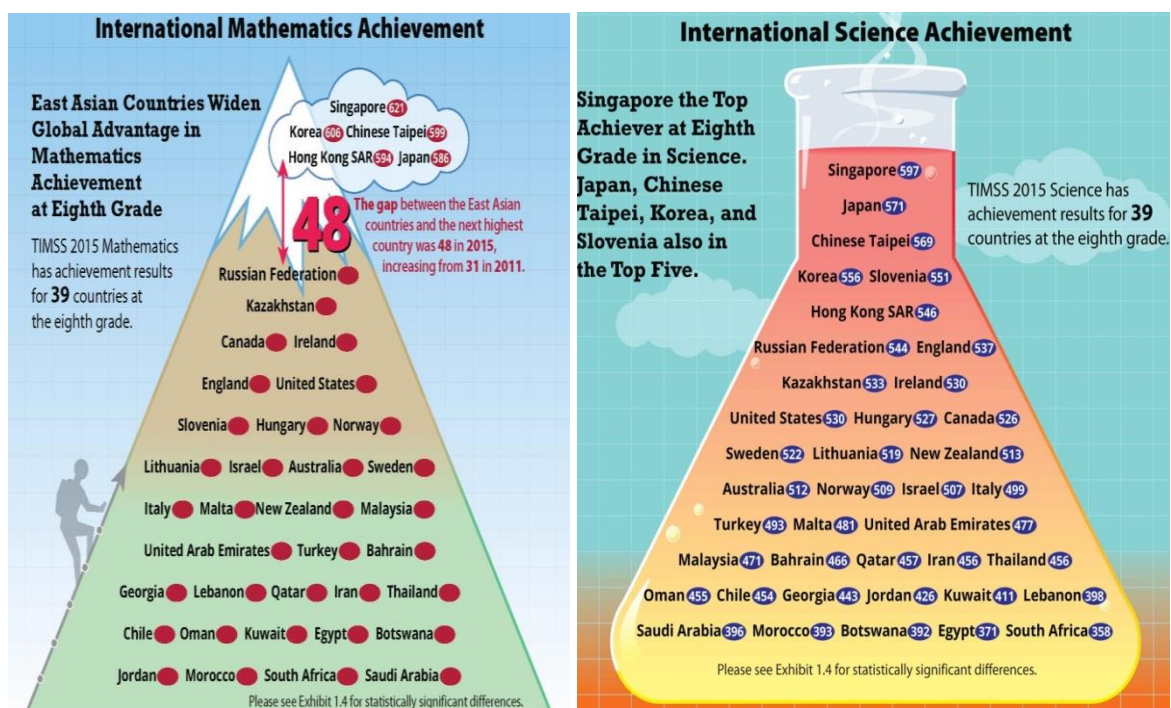 International Mathematics Achievement
East Asian Countries Widen
Global Advantage in
Mathematics
Achievement
at Eighth Grade
TIMSS 2015 Mathematics
has achievement results
for 39 countries at
the eighth grade.
Singapore 621
Korea 606 Chinese Taipei 599
Hong Kong SAR 594 Japan 586
48
The gap between the East Asian
countries and the next highest
country was 48 in 2015,
increasing from 31 in 2011.
Russian Federation
Kazakhstan
Canada Ireland
England United States
Slovenia Hungary Norway
Lithuania Israel Australia Sweden
Italy Malta New Zealand Malaysia
United Arab Emirates Turkey Bahrain
Georgia Lebanon Qatar Iran Thailand
Chile Oman Kuwait Egypt Botswana
Jordan Morocco South Africa Saudi Arabia
Please see Exhibit 1.4 for statistically significant differences.
International Science Achievement
Singapore the Top
Achiever at Eighth
Grade in Science.
Japan, Chinese
Taipei, Korea, and
Slovenia also in
the Top Five.
TIMSS 2015 Science has
achievement results for 39
countries at the eighth grade.
Singapore 597
Japan 571
Chinese Taipei 569
Korea 556 Slovenia 551
Hong Kong SAR 546
Russian Federation 544 England 537
Kazakhstan 533 Ireland 530
United States 530 Hungary 527 Canada 526
Sweden 522 Lithuania 519 New Zealand 513
Australia 512 Norway 509 Israel 507 Italy 499
Turkey 493 Malta 481 United Arab Emirates 477
Malaysia 471 Bahrain 466 Qatar 457 Iran 456 Thailand 456
Oman 455 Chile 454 Georgia 443 Jordan 426 Kuwait 411 Lebanon 398
Saudi Arabia 396 Morocco 393 Botswana 392 Egypt 371 South Africa 358
Please see Exhibit 1.4 for statistically significant differences.